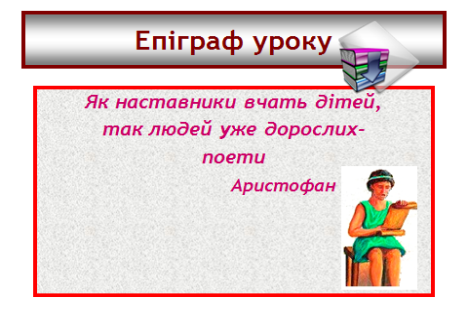 Епіграф уроку
Як наставники вчать дітей,
так людей уже дорослих-
поети
Аристофан